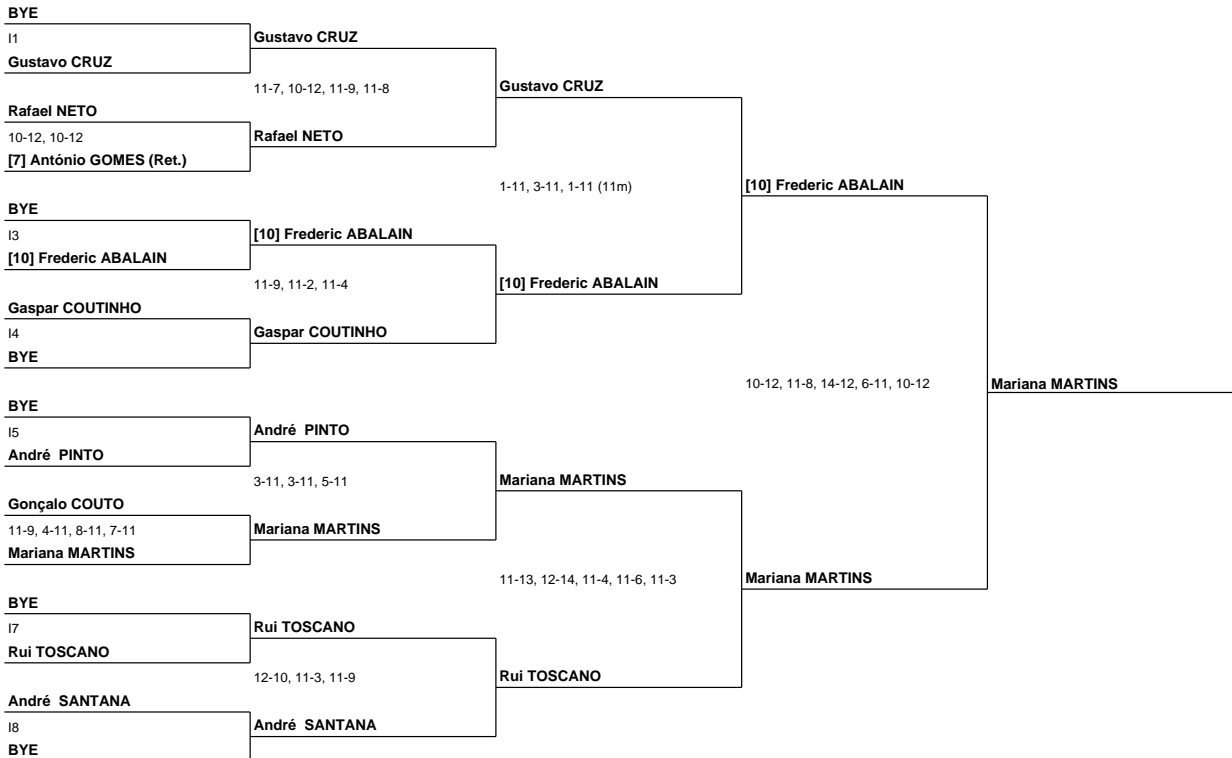 BYE
I1
Gustavo CRUZ
Gustavo CRUZ
11-7, 10-12, 11-9, 11-8
Gustavo CRUZ
Rafael NETO
10-12, 10-12
Rafael NETO
[7] António GOMES (Ret.)
1-11, 3-11, 1-11 (11m)
[10] Frederic ABALAIN
BYE
I3
[10] Frederic ABALAIN
[10] Frederic ABALAIN
11-9, 11-2, 11-4
[10] Frederic ABALAIN
Gaspar COUTINHO
I4
Gaspar COUTINHO
BYE
10-12, 11-8, 14-12, 6-11, 10-12
Mariana MARTINS
BYE
I5
André PINTO
André PINTO
3-11, 3-11, 5-11
Mariana MARTINS
Gonçalo COUTO
11-9, 4-11, 8-11, 7-11
Mariana MARTINS
Mariana MARTINS
11-13, 12-14, 11-4, 11-6, 11-3
Mariana MARTINS
BYE
I7
Rui TOSCANO
Rui TOSCANO
12-10, 11-3, 11-9
Rui TOSCANO
André SANTANA
I8
André SANTANA
BYE